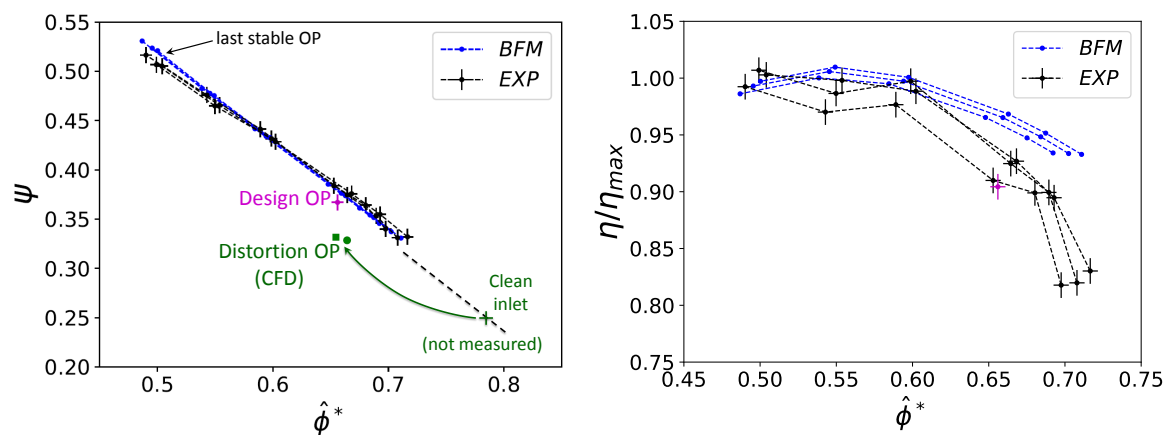 0.55
0.50
0.45
0.40
0.35
0.30
0.25
0.20
ψ
last stable OP
BFM
EXP
Design OP
Distortion OP
(CFD)
Clean
inlet
(not measured)
0.5 0.6 0.7 0.8
ϕ̂*
1.05
1.00
0.95
0.90
0.85
0.80
0.75
η/ηmax
BFM
EXP
0.45 0.50 0.55 0.60 0.65 0.70 0.75
ϕ̂*